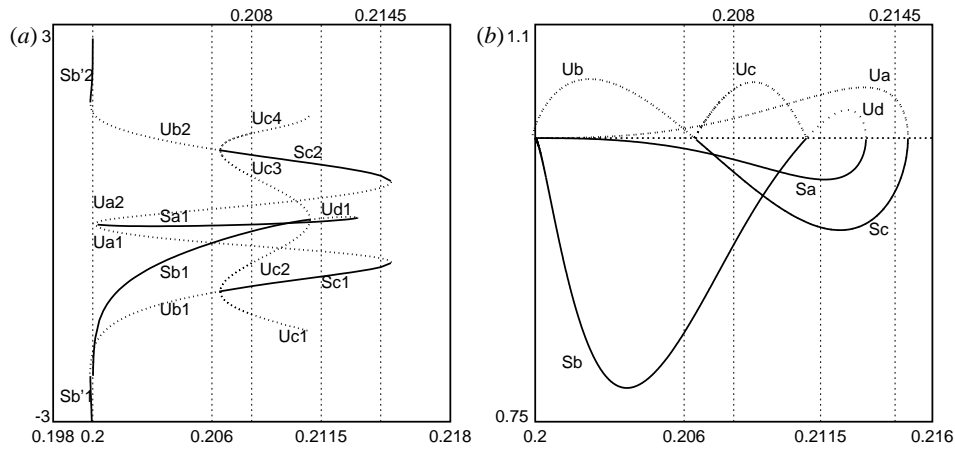 0.208
0.2145
0.208
0.2145
(a)
3
(b)
1.1
Sb'2
Ub
Uc
Ua
Uc4
Ud
Ub2
Sc2
Uc3
Ua2
Sa1
Ud1
Sa
Ua1
Sc
Sb1
Uc2
Sc1
Ub1
Uc1
Sb
Sb'1
-3
0.75
0.198
0.2
0.206
0.2115
0.218
0.2
0.206
0.2115
0.216